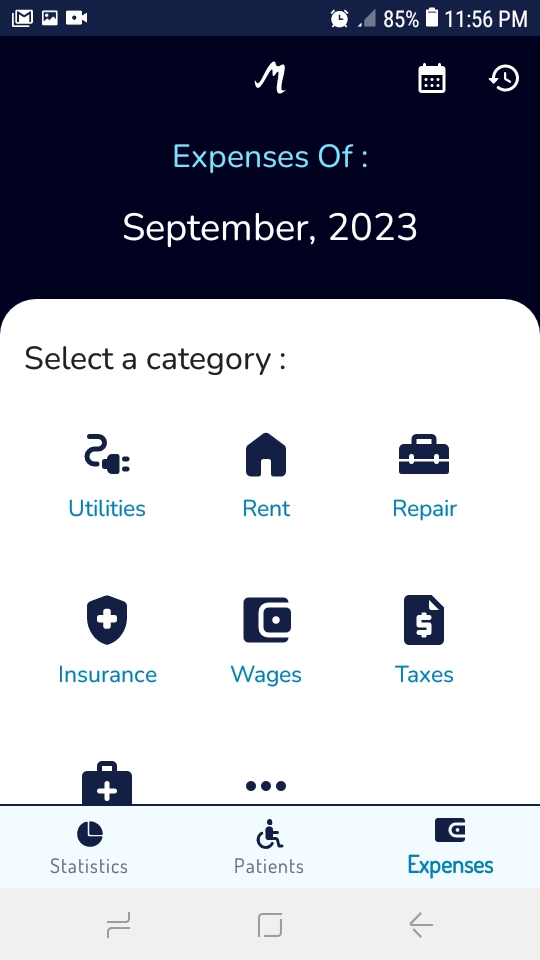 85% 11:56 PM
M
Expenses Of :
September, 2023
Select a category :
Utilities Rent Repair
Insurance Wages Taxes
Statistics Patients Expenses